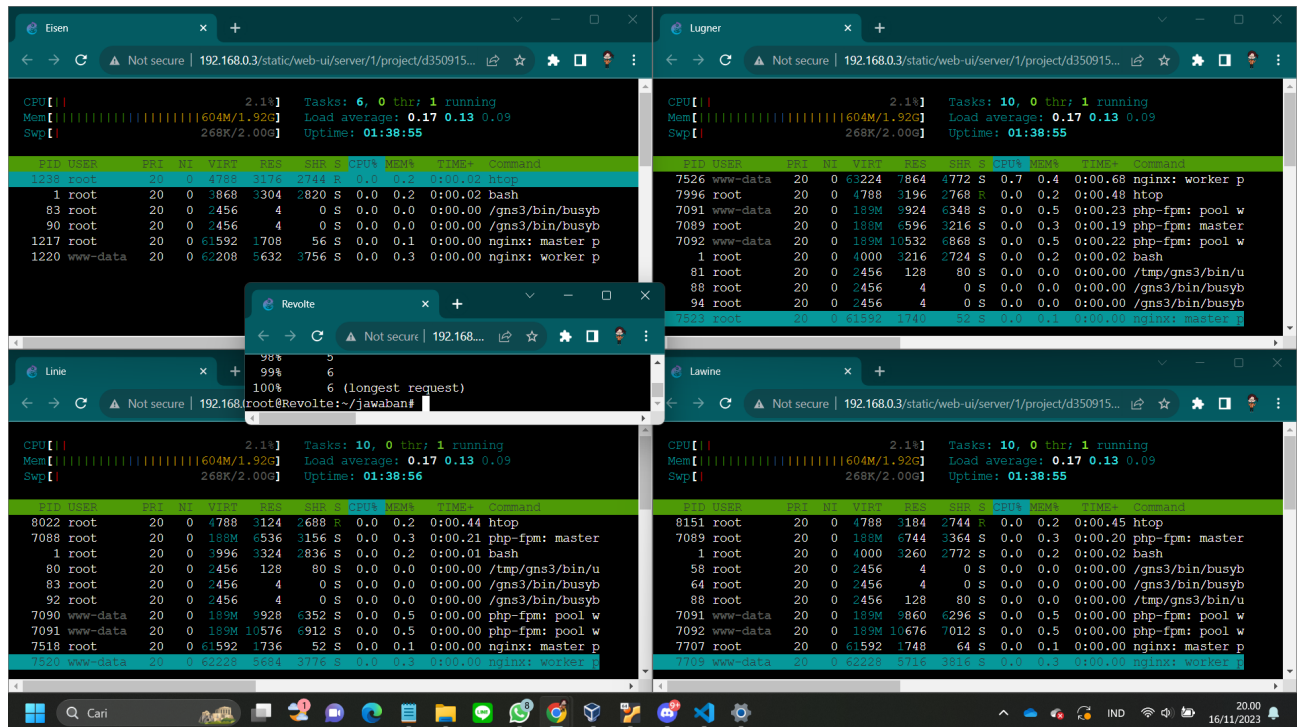 Eisen
Not secure 192.168.0.3/static/web-ui/server/1/project/d350915...
CPU[|| 2.1%] Tasks: 6, 0 thr; 1 running
Mem[||||||||||||||||||||604M/1.92G] Load average: 0.17 0.13 0.09
Swp[| 268K/2.00G] Uptime: 01:38:55
PID USER PRI NI VIRT RES SHR S CPU% MEM% TIME+ Command
1238 root 20 0 4788 3176 2744 R 0.0 0.2 0:00.02 htop
1 root 20 0 3868 3304 2820 S 0.0 0.2 0:00.02 bash
83 root 20 0 2456 4 0 S 0.0 0.0 0:00.00 /gns3/bin/busyb
90 root 20 0 2456 4 0 S 0.0 0.0 0:00.00 /gns3/bin/busyb
1217 root 20 0 61592 1708 56 S 0.0 0.1 0:00.00 nginx: master p
1220 www-data 20 0 62208 5632 3756 S 0.0 0.3 0:00.00 nginx: worker p
Lugner
Not secure 192.168.0.3/static/web-ui/server/1/project/d350915...
CPU[|| 2.1%] Tasks: 10, 0 thr; 1 running
Mem[||||||||||||||||||||604M/1.92G] Load average: 0.17 0.13 0.09
Swp[| 268K/2.00G] Uptime: 01:38:55
PID USER PRI NI VIRT RES SHR S CPU% MEM% TIME+ Command
7526 www-data 20 0 63224 7864 4772 S 0.7 0.4 0:00.68 nginx: worker p
7996 root 20 0 4788 3196 2768 R 0.0 0.2 0:00.48 htop
7091 www-data 20 0 189M 9924 6348 S 0.0 0.5 0:00.23 php-fpm: pool w
7089 root 20 0 188M 6596 3216 S 0.0 0.3 0:00.19 php-fpm: master
7092 www-data 20 0 189M 10532 6868 S 0.0 0.5 0:00.22 php-fpm: pool w
1 root 20 0 4000 3216 2724 S 0.0 0.2 0:00.02 bash
81 root 20 0 2456 128 80 S 0.0 0.0 0:00.00 /tmp/gns3/bin/u
88 root 20 0 2456 4 0 S 0.0 0.0 0:00.00 /gns3/bin/busyb
94 root 20 0 2456 4 0 S 0.0 0.0 0:00.00 /gns3/bin/busyb
7523 root 20 0 61592 1740 52 S 0.0 0.1 0:00.00 nginx: master p
Revolte
Not secure 192.168....
98% 5
99% 6
100% 6 (longest request)
root@Revolte:~/jawaban#
Linie
Not secure 192.168.
CPU[|| 2.1%] Tasks: 10, 0 thr; 1 running
Mem[||||||||||||||||||||604M/1.92G] Load average: 0.17 0.13 0.09
Swp[| 268K/2.00G] Uptime: 01:38:56
PID USER PRI NI VIRT RES SHR S CPU% MEM% TIME+ Command
8022 root 20 0 4788 3124 2688 R 0.0 0.2 0:00.44 htop
7088 root 20 0 188M 6536 3156 S 0.0 0.3 0:00.21 php-fpm: master
1 root 20 0 3996 3324 2836 S 0.0 0.2 0:00.01 bash
80 root 20 0 2456 128 80 S 0.0 0.0 0:00.00 /tmp/gns3/bin/u
83 root 20 0 2456 4 0 S 0.0 0.0 0:00.00 /gns3/bin/busyb
92 root 20 0 2456 4 0 S 0.0 0.0 0:00.00 /gns3/bin/busyb
7090 www-data 20 0 189M 9928 6352 S 0.0 0.5 0:00.00 php-fpm: pool w
7091 www-data 20 0 189M 10576 6912 S 0.0 0.5 0:00.00 php-fpm: pool w
7518 root 20 0 61592 1736 52 S 0.0 0.1 0:00.00 nginx: master p
7520 www-data 20 0 62228 5684 3776 S 0.0 0.3 0:00.00 nginx: worker p
Lawine
Not secure 192.168.0.3/static/web-ui/server/1/project/d350915...
CPU[|| 2.1%] Tasks: 10, 0 thr; 1 running
Mem[||||||||||||||||||||604M/1.92G] Load average: 0.17 0.13 0.09
Swp[| 268K/2.00G] Uptime: 01:38:55
PID USER PRI NI VIRT RES SHR S CPU% MEM% TIME+ Command
8151 root 20 0 4788 3184 2744 R 0.0 0.2 0:00.45 htop
7089 root 20 0 188M 6744 3364 S 0.0 0.3 0:00.20 php-fpm: master
1 root 20 0 4000 3260 2772 S 0.0 0.2 0:00.02 bash
58 root 20 0 2456 4 0 S 0.0 0.0 0:00.00 /gns3/bin/busyb
64 root 20 0 2456 4 0 S 0.0 0.0 0:00.00 /gns3/bin/busyb
88 root 20 0 2456 128 80 S 0.0 0.0 0:00.00 /tmp/gns3/bin/u
7091 www-data 20 0 189M 9860 6296 S 0.0 0.5 0:00.00 php-fpm: pool w
7092 www-data 20 0 189M 10676 7012 S 0.0 0.5 0:00.00 php-fpm: pool w
7707 root 20 0 61592 1748 64 S 0.0 0.1 0:00.00 nginx: master p
7709 www-data 20 0 62228 5716 3816 S 0.0 0.3 0:00.00 nginx: worker p
Cari
IND
20.00
16/11/2023